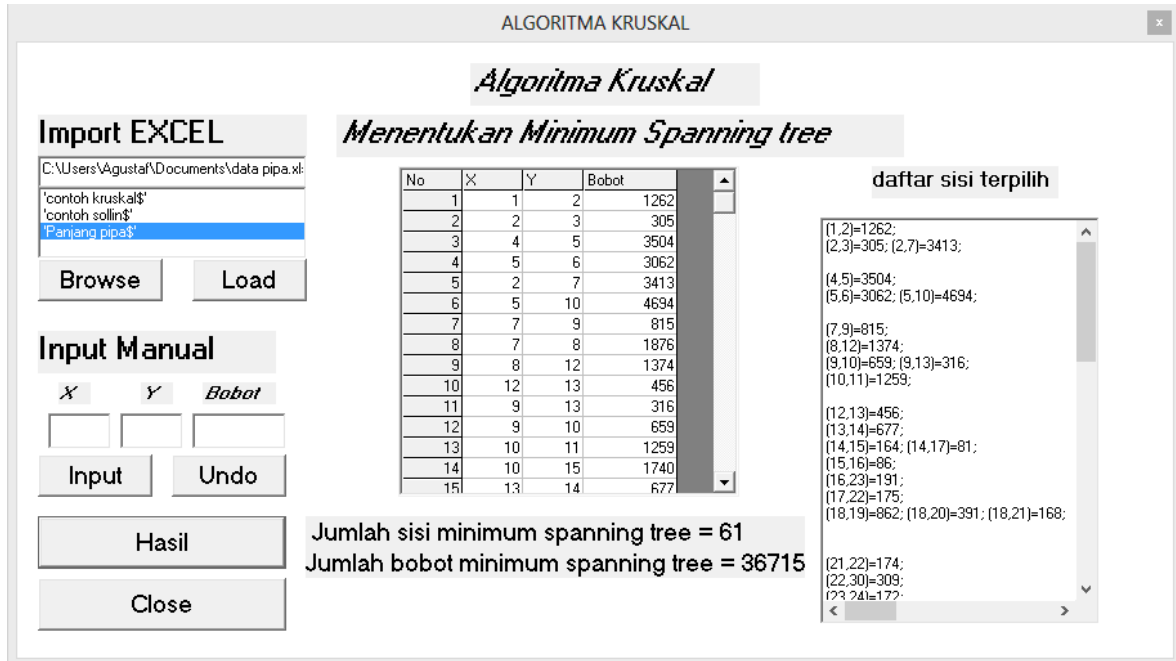 ALGORITMA KRUSKAL
x
Algoritma Kruskal
Import EXCEL
Menentukan Minimum Spanning tree
C:\Users\Agustaf\Documents\data pipa.xl
'contoh kruskal$'
'contoh sollin$'
'Panjang pipa$'
Browse Load
Input Manual
X Y Bobot
Input Undo
Hasil
Close
No X Y Bobot
1 1 2 1262
2 2 3 305
3 4 5 3504
4 5 6 3062
5 2 7 3413
6 5 10 4694
7 7 9 815
8 7 8 1876
9 8 12 1374
10 12 13 456
11 9 13 316
12 9 10 659
13 10 11 1259
14 10 15 1740
15 13 14 677
Jumlah sisi minimum spanning tree = 61
Jumlah bobot minimum spanning tree = 36715
daftar sisi terpilih
(1,2)=1262;
(2,3)=305; (2,7)=3413;
(4,5)=3504;
(5,6)=3062; (5,10)=4694;
(7,9)=815;
(8,12)=1374;
(9,10)=659; (9,13)=316;
(10,11)=1259;
(12,13)=456;
(13,14)=677;
(14,15)=164; (14,17)=81;
(15,16)=86;
(16,23)=191;
(17,22)=175;
(18,19)=862; (18,20)=391; (18,21)=168;
(21,22)=174;
(22,30)=309;
(23,24)=172;